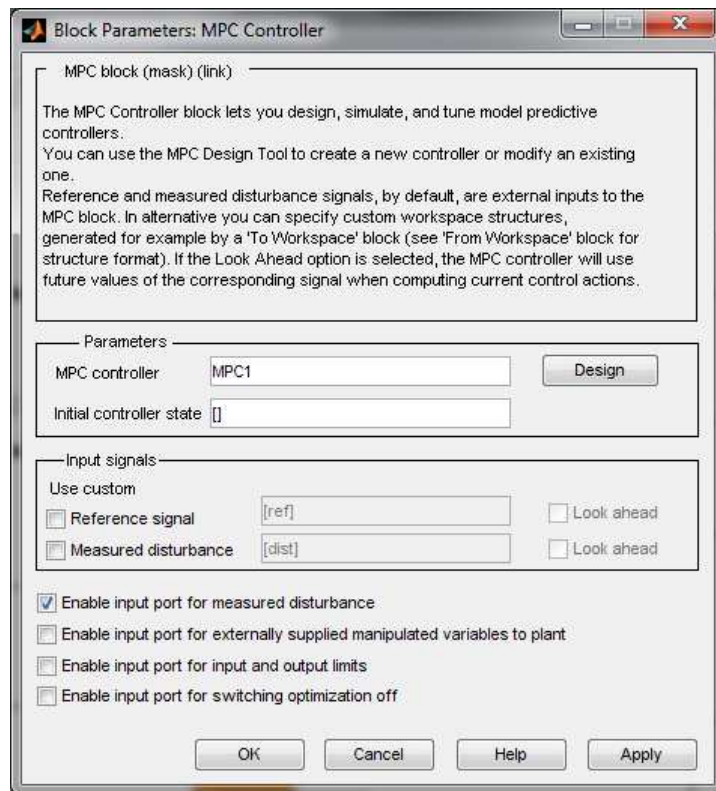 Block Parameters: MPC Controller
MPC block (mask) (link)
The MPC Controller block lets you design, simulate, and tune model predictive
controllers.
You can use the MPC Design Tool to create a new controller or modify an existing
one.
Reference and measured disturbance signals, by default, are external inputs to the
MPC block. In alternative you can specify custom workspace structures,
generated for example by a 'To Workspace' block (see 'From Workspace' block for
structure format). If the Look Ahead option is selected, the MPC controller will use
future values of the corresponding signal when computing current control actions.
Parameters
MPC controller MPC1 Design
Initial controller state []
Input signals
Use custom
Reference signal [ref] Look ahead
Measured disturbance [dist] Look ahead
Enable input port for measured disturbance
Enable input port for externally supplied manipulated variables to plant
Enable input port for input and output limits
Enable input port for switching optimization off
OK Cancel Help Apply